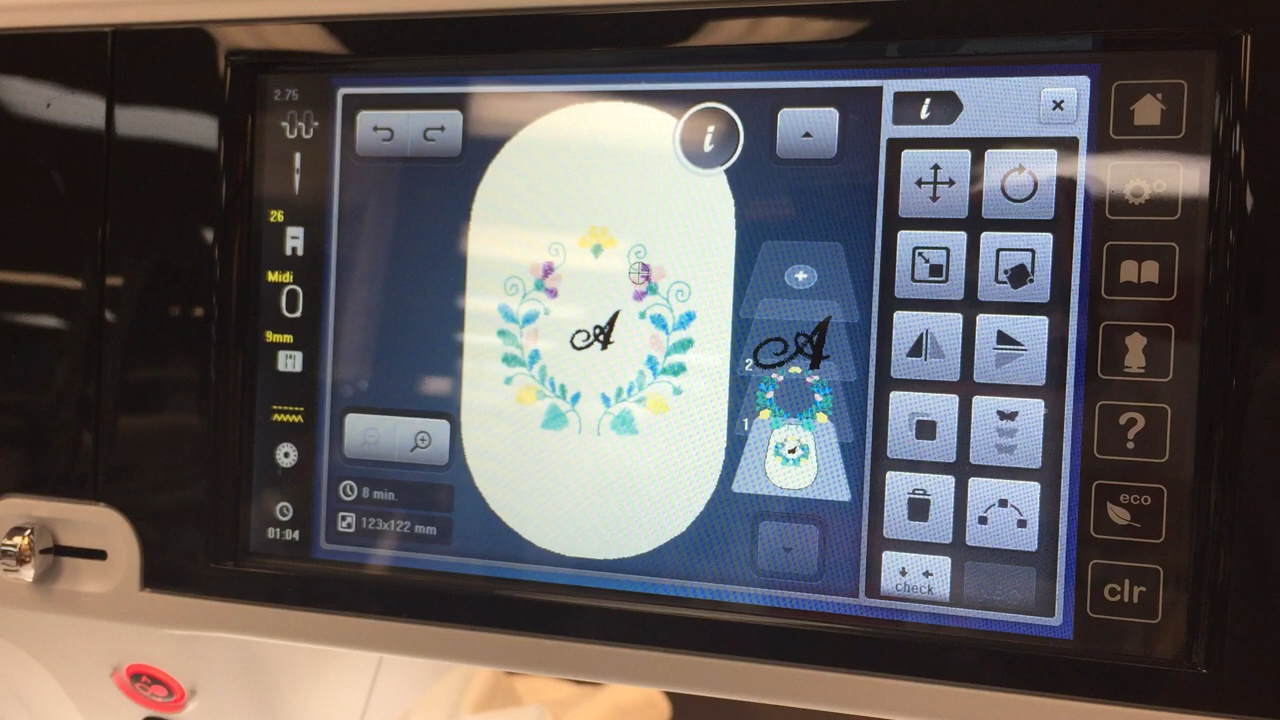 2.75
26
Midi
9mm
01:04
8 min.
123x122 mm
i
A
A
2
1
i
check
?
eco
clr